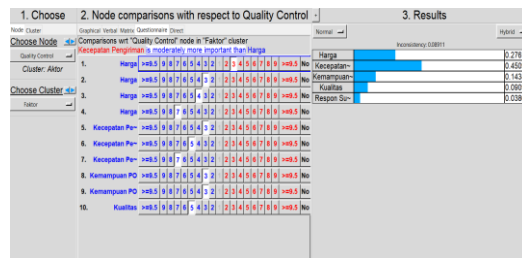 1. Choose
2. Node comparisons with respect to Quality Control
3. Results
Node Cluster
Graphical Verbal Matrix Questionnaire Direct
Normal
Hybrid
Choose Node
Comparisons wrt "Quality Control" node in "Faktor" cluster
Kecepatan Pengiriman is moderately more important than Harga
Quality Control
Cluster: Aktor
Choose Cluster
Faktor
1. Harga >=9.5 9 8 7 6 5 4 3 2 2 3 4 5 6 7 8 9 >=9.5 No
2. Harga >=9.5 9 8 7 6 5 4 3 2 2 3 4 5 6 7 8 9 >=9.5 No
3. Harga >=9.5 9 8 7 6 5 4 3 2 2 3 4 5 6 7 8 9 >=9.5 No
4. Harga >=9.5 9 8 7 6 5 4 3 2 2 3 4 5 6 7 8 9 >=9.5 No
5. Kecepatan Pe~ >=9.5 9 8 7 6 5 4 3 2 2 3 4 5 6 7 8 9 >=9.5 No
6. Kecepatan Pe~ >=9.5 9 8 7 6 5 4 3 2 2 3 4 5 6 7 8 9 >=9.5 No
7. Kecepatan Pe~ >=9.5 9 8 7 6 5 4 3 2 2 3 4 5 6 7 8 9 >=9.5 No
8. Kemampuan PO >=9.5 9 8 7 6 5 4 3 2 2 3 4 5 6 7 8 9 >=9.5 No
9. Kemampuan PO >=9.5 9 8 7 6 5 4 3 2 2 3 4 5 6 7 8 9 >=9.5 No
10. Kualitas >=9.5 9 8 7 6 5 4 3 2 2 3 4 5 6 7 8 9 >=9.5 No
Harga 0.276
Kecepatan~ 0.450
Kemampuan~ 0.143
Kualitas 0.090
Respon Su~ 0.038